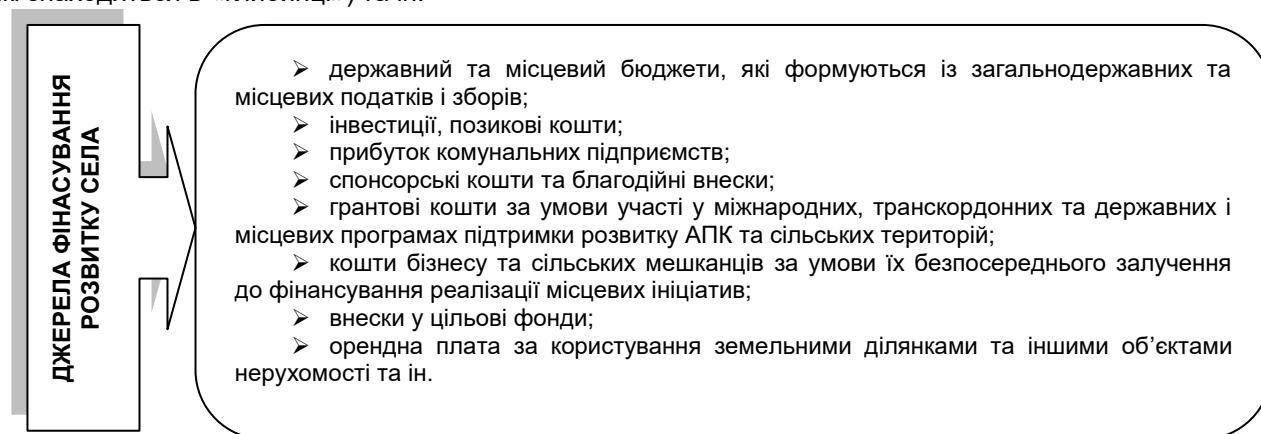 ДЖЕРЕЛА ФІНАСУВАННЯ
РОЗВИТКУ СЕЛА
➢ державний та місцевий бюджети, які формуються із загальнодержавних та
місцевих податків і зборів;
➢ інвестиції, позикові кошти;
➢ прибуток комунальних підприємств;
➢ спонсорські кошти та благодійні внески;
➢ грантові кошти за умови участі у міжнародних, транскордонних та державних і
місцевих програмах підтримки розвитку АПК та сільських територій;
➢ кошти бізнесу та сільських мешканців за умови їх безпосереднього залучення
до фінансування реалізації місцевих ініціатив;
➢ внески у цільові фонди;
➢ орендна плата за користування земельними ділянками та іншими об’єктами
нерухомості та ін.